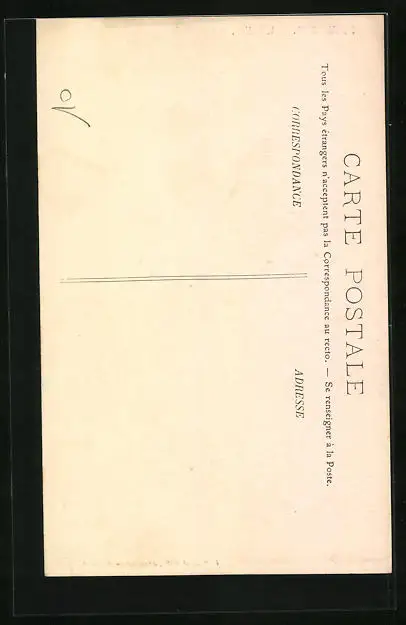 CARTE POSTALE
Tous les Pays étrangers n'acceptent pas la Correspondance au recto. — Se renseigner à la Poste.
CORRESPONDANCE
ADRESSE